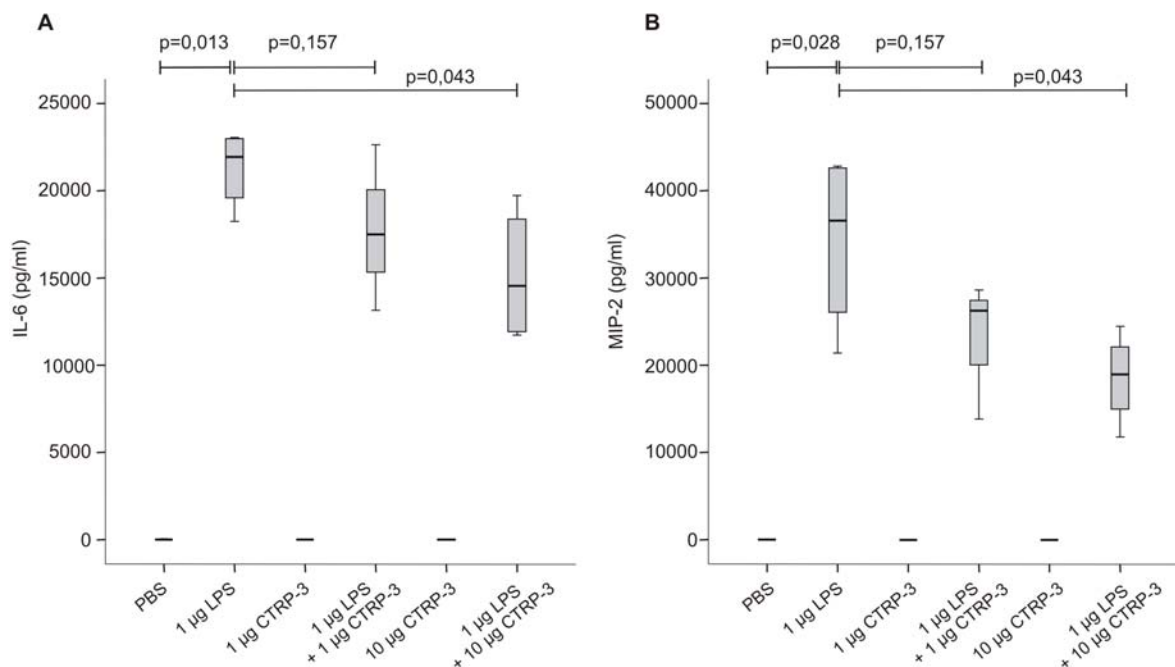 A
p=0,013
p=0,157
p=0,043
25000
20000
15000
10000
5000
0
IL-6 (pg/ml)
PBS
1 µg LPS
1 µg CTRP-3
1 µg LPS
+ 1 µg CTRP-3
10 µg CTRP-3
1 µg LPS
+ 10 µg CTRP-3
B
p=0,028
p=0,157
p=0,043
50000
40000
30000
20000
10000
0
MIP-2 (pg/ml)
PBS
1 µg LPS
1 µg CTRP-3
1 µg LPS
+ 1 µg CTRP-3
10 µg CTRP-3
1 µg LPS
+ 10 µg CTRP-3